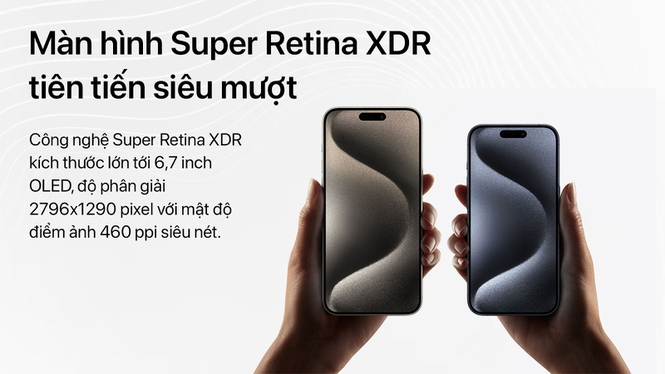 Màn hình Super Retina XDR
tiên tiến siêu mượt
Công nghệ Super Retina XDR
kích thước lớn tới 6,7 inch
OLED, độ phân giải
2796x1290 pixel với mật độ
điểm ảnh 460 ppi siêu nét.